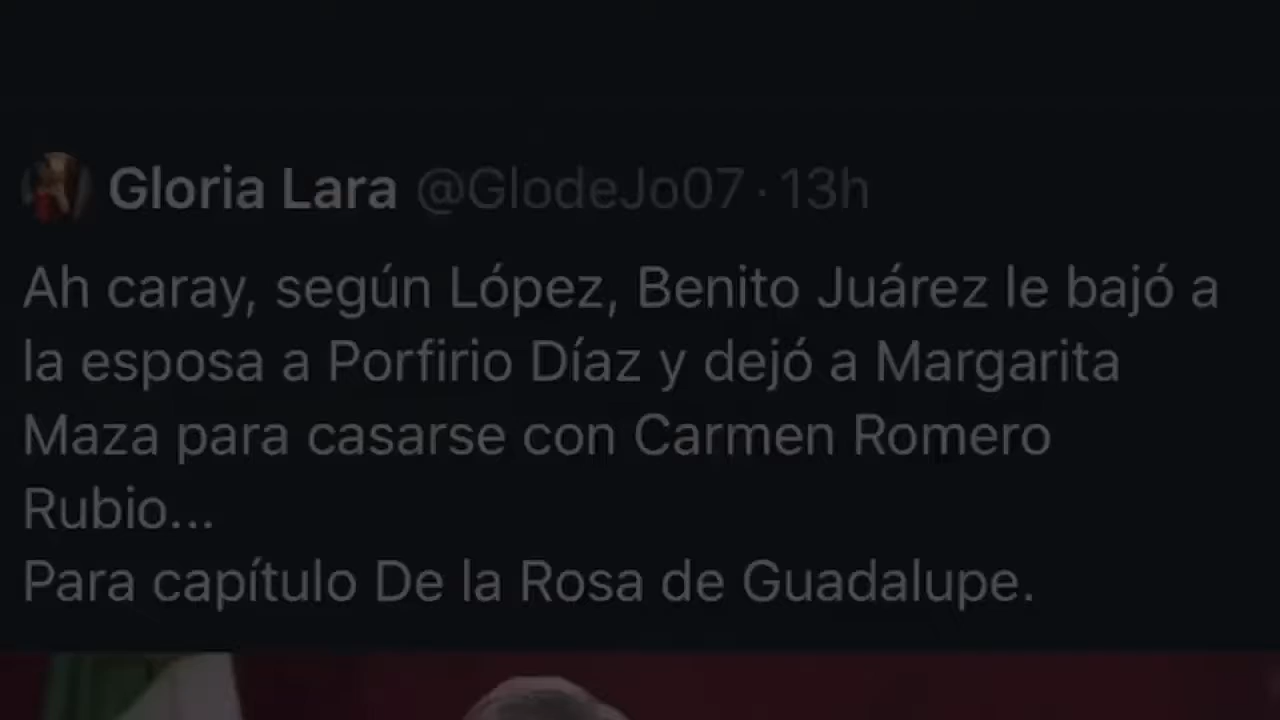 Gloria Lara @GlodeJo07 · 13h
Ah caray, según López, Benito Juárez le bajó a
la esposa a Porfirio Díaz y dejó a Margarita
Maza para casarse con Carmen Romero
Rubio...
Para capítulo De la Rosa de Guadalupe.